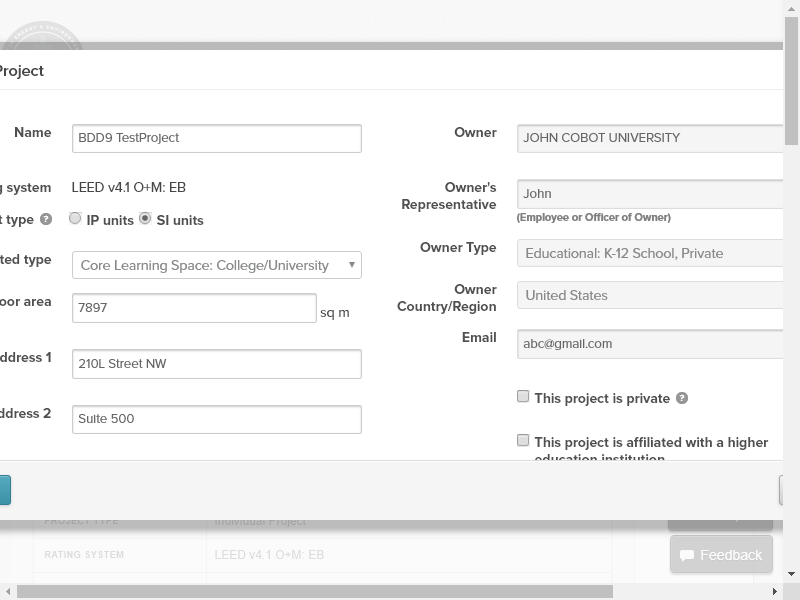 Project
Name
BDD9 TestProject
system
LEED v4.1 O+M: EB
type
IP units
SI units
type
Core Learning Space: College/University
area
7897
sq m
1
210L Street NW
2
Suite 500
Owner
JOHN COBOT UNIVERSITY
Owner's
Representative
John
(Employee or Officer of Owner)
Owner Type
Educational: K-12 School, Private
Owner
Country/Region
United States
Email
abc@gmail.com
This project is private
This project is affiliated with a higher
education institution
PROJECT TYPE
Individual Project
RATING SYSTEM
LEED v4.1 O+M: EB
Feedback